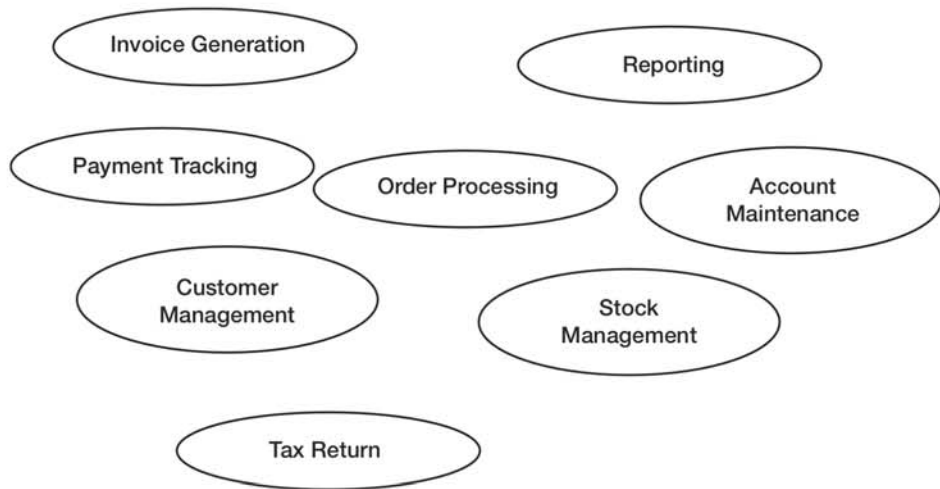 Invoice Generation
Reporting
Payment Tracking
Order Processing
Account
Maintenance
Customer
Management
Stock
Management
Tax Return